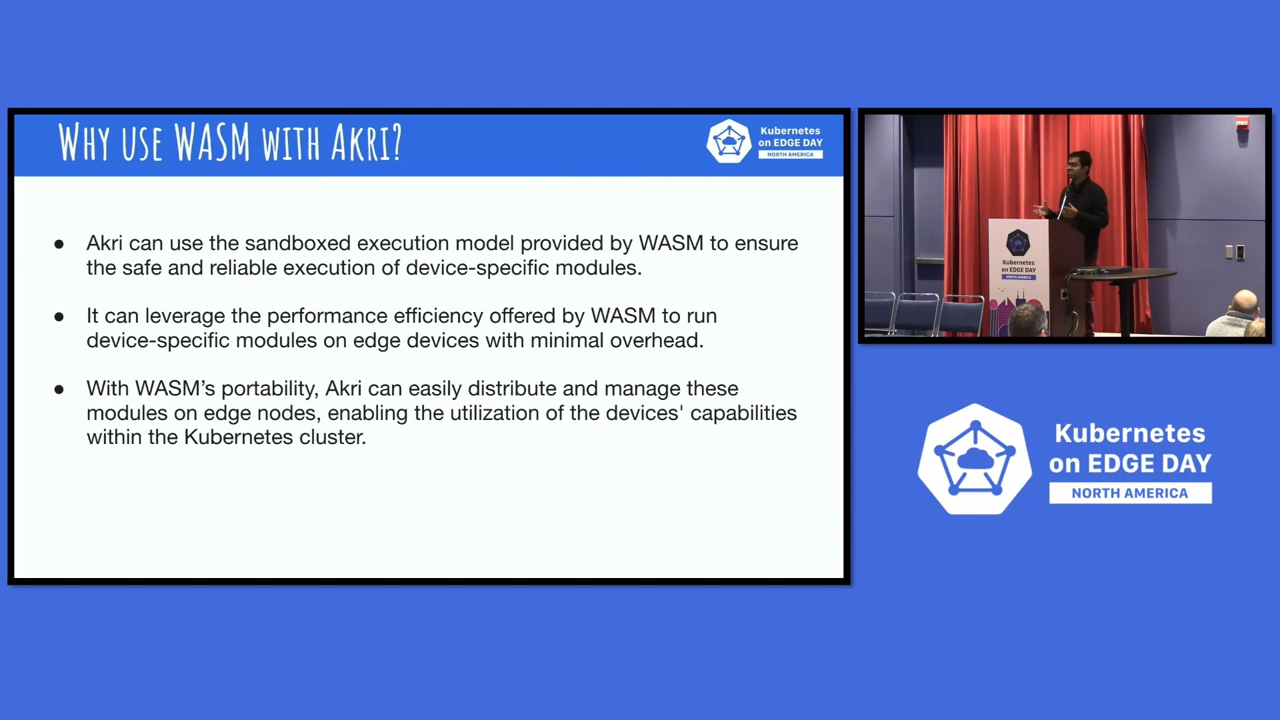 WHY USE WASM WITH AKRI?
Kubernetes
on EDGE DAY
NORTH AMERICA
● Akri can use the sandboxed execution model provided by WASM to ensure
the safe and reliable execution of device-specific modules.
● It can leverage the performance efficiency offered by WASM to run
device-specific modules on edge devices with minimal overhead.
● With WASM’s portability, Akri can easily distribute and manage these
modules on edge nodes, enabling the utilization of the devices' capabilities
within the Kubernetes cluster.
Kubernetes
on EDGE DAY
NORTH AMERICA
Kubernetes
on EDGE DAY
NORTH AMERICA